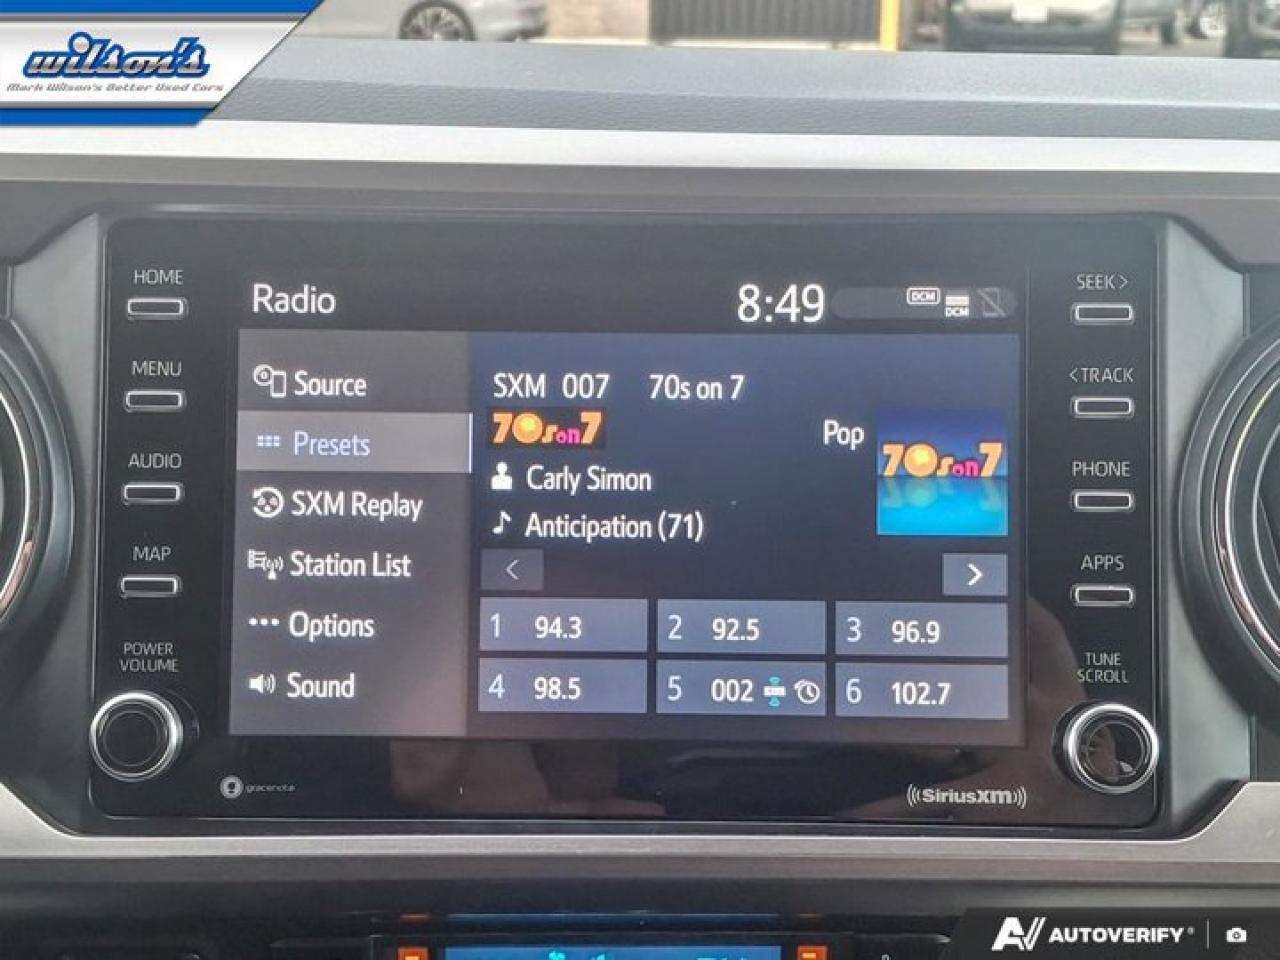 wilson's
Mark Wilson's Better Used Cars
HOME
MENU
AUDIO
MAP
POWER
VOLUME
Radio
8:49
DCM
DCM
Source
Presets
SXM Replay
Station List
Options
Sound
SXM 007 70s on 7
70s on 7
Pop
70s on 7
Carly Simon
Anticipation (71)
<
>
1 94.3
2 92.5
3 96.9
4 98.5
5 002
6 102.7
SEEK>
<TRACK
PHONE
APPS
TUNE
SCROLL
gracenote
((SiriusXM))
AV AUTOVERIFY